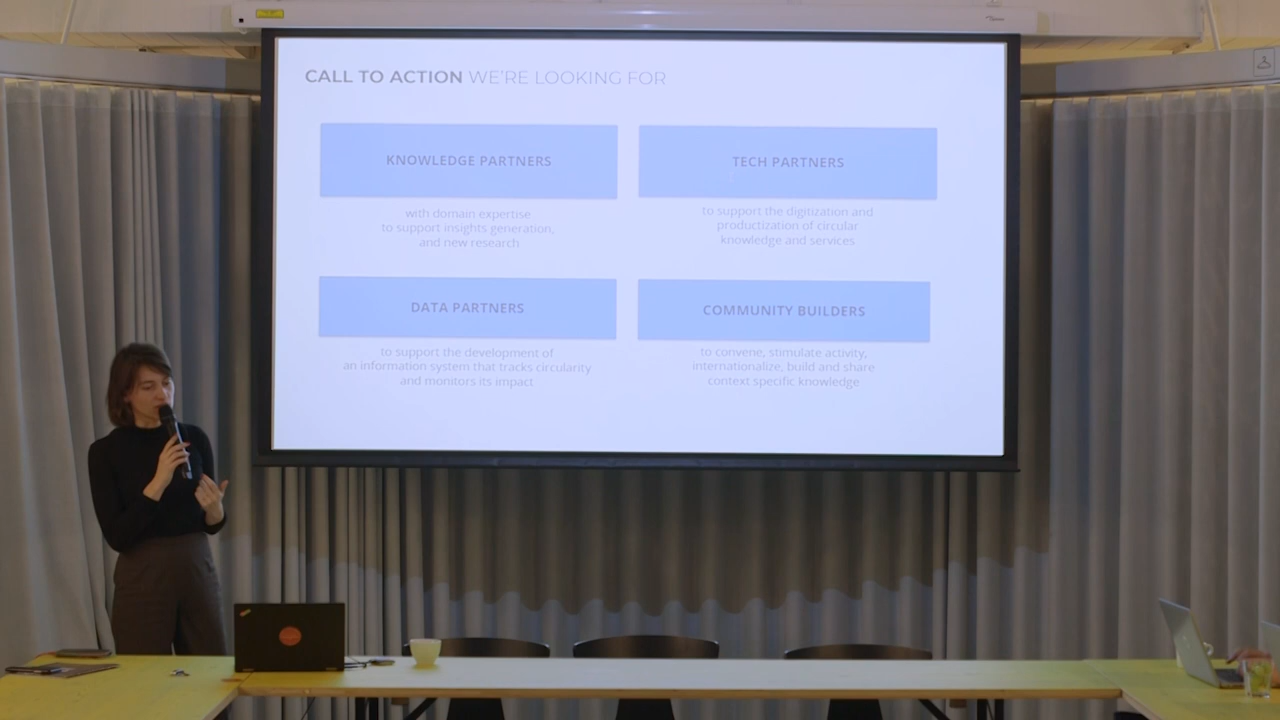 CALL TO ACTION WE'RE LOOKING FOR
KNOWLEDGE PARTNERS
with domain expertise
to support insights generation,
and new research
TECH PARTNERS
to support the digitization and
productization of circular
knowledge and services
DATA PARTNERS
to support the development of
an information system that tracks circularity
and monitors its impact
COMMUNITY BUILDERS
to convene, stimulate activity,
internationalize, build and share
context specific knowledge